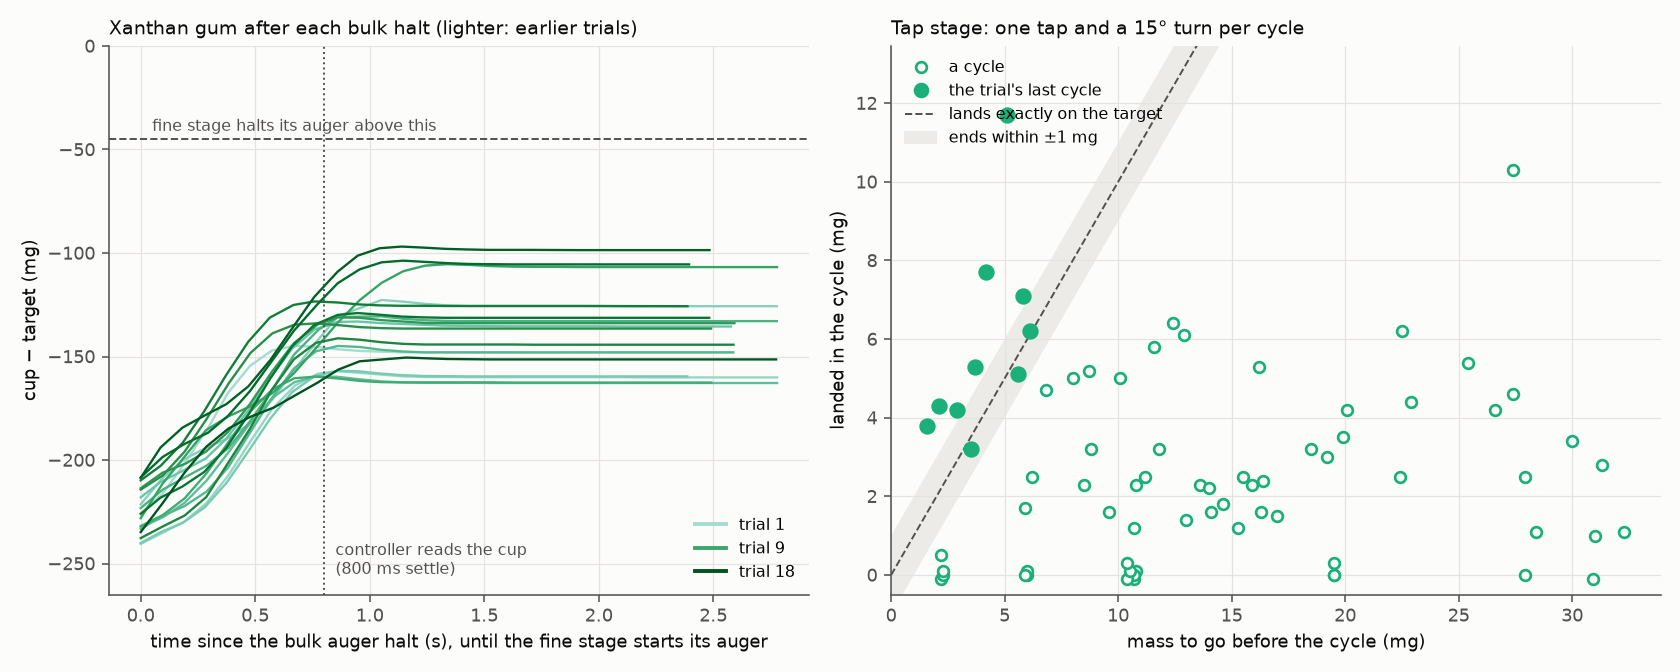 Xanthan gum after each bulk halt (lighter: earlier trials)
0
−50
−100
−150
−200
−250
cup − target (mg)
fine stage halts its auger above this
controller reads the cup
(800 ms settle)
trial 1
trial 9
trial 18
0.0
0.5
1.0
1.5
2.0
2.5
time since the bulk auger halt (s), until the fine stage starts its auger
Tap stage: one tap and a 15° turn per cycle
12
10
8
6
4
2
0
landed in the cycle (mg)
a cycle
the trial's last cycle
lands exactly on the target
ends within ±1 mg
0
5
10
15
20
25
30
mass to go before the cycle (mg)